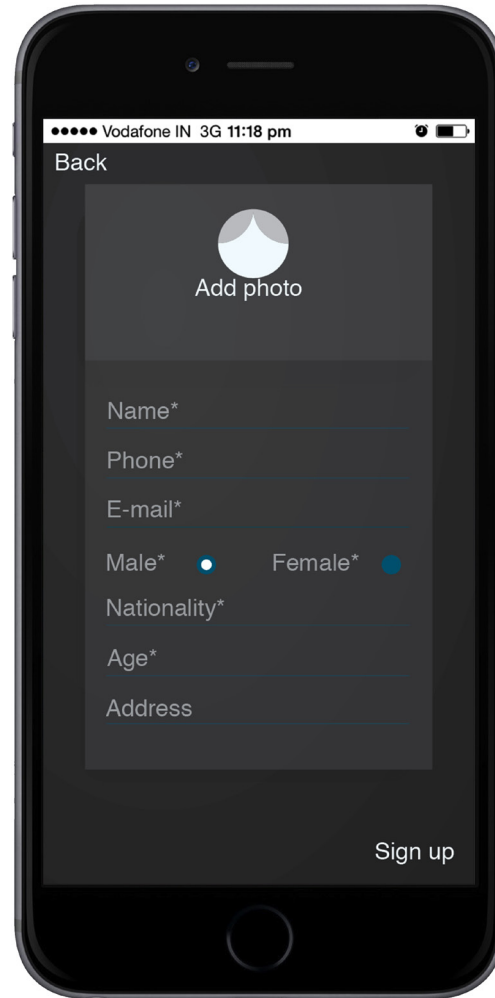 Vodafone IN 3G 11:18 pm
Back
Add photo
Name*
Phone*
E-mail*
Male* Female*
Nationality*
Age*
Address
Sign up